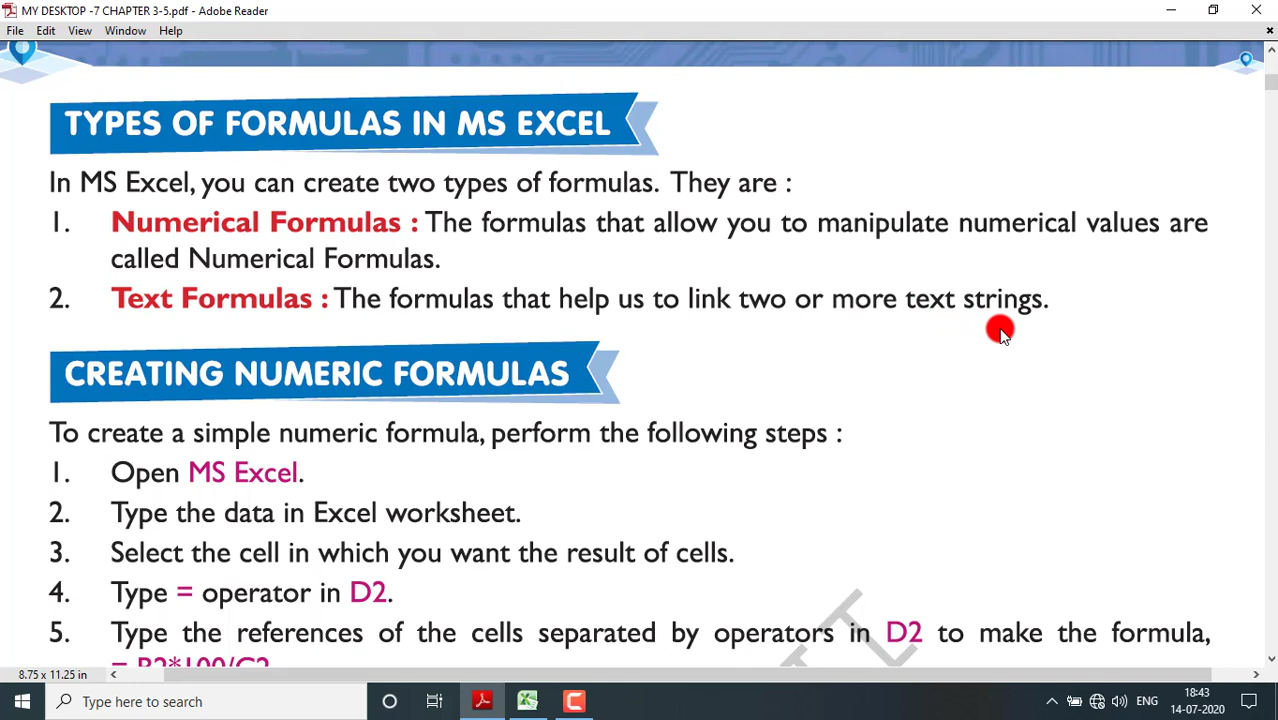 MY DESKTOP -7 CHAPTER 3-5.pdf - Adobe Reader
File Edit View Window Help
TYPES OF FORMULAS IN MS EXCEL
In MS Excel, you can create two types of formulas. They are :
1. Numerical Formulas : The formulas that allow you to manipulate numerical values are
called Numerical Formulas.
2. Text Formulas : The formulas that help us to link two or more text strings.
CREATING NUMERIC FORMULAS
To create a simple numeric formula, perform the following steps :
1. Open MS Excel.
2. Type the data in Excel worksheet.
3. Select the cell in which you want the result of cells.
4. Type = operator in D2.
5. Type the references of the cells separated by operators in D2 to make the formula,
= B2*100/C2
8.75 x 11.25 in
Type here to search
ENG
18:43
14-07-2020